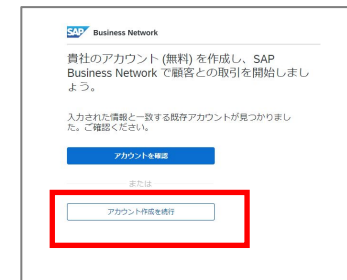 SAP Business Network
貴社のアカウント (無料) を作成し、SAP
Business Network で顧客との取引を開始しまし
ょう。
入力された情報と一致する既存アカウントが見つかりまし
た。ご確認ください。
アカウントを確認
または
アカウント作成を続行